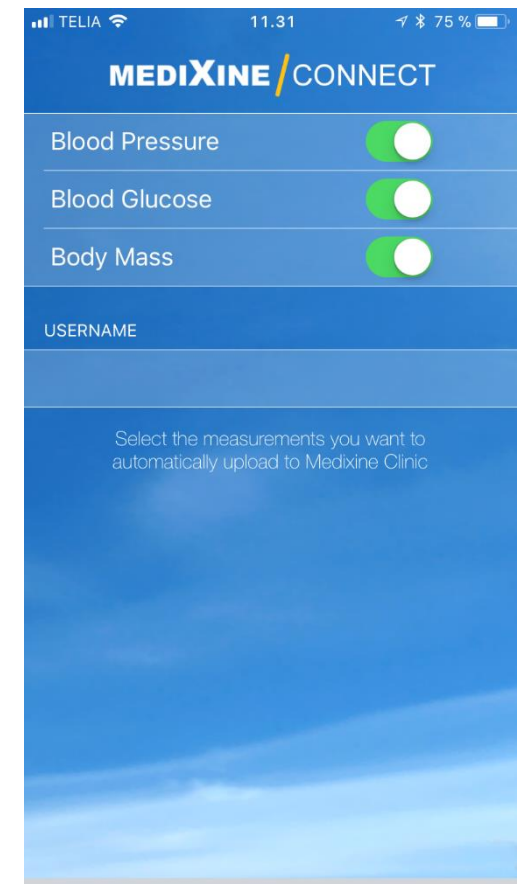 TELIA 11.31 75 %
MEDIXINE/CONNECT
Blood Pressure
Blood Glucose
Body Mass
USERNAME
Select the measurements you want to
automatically upload to Medixine Clinic